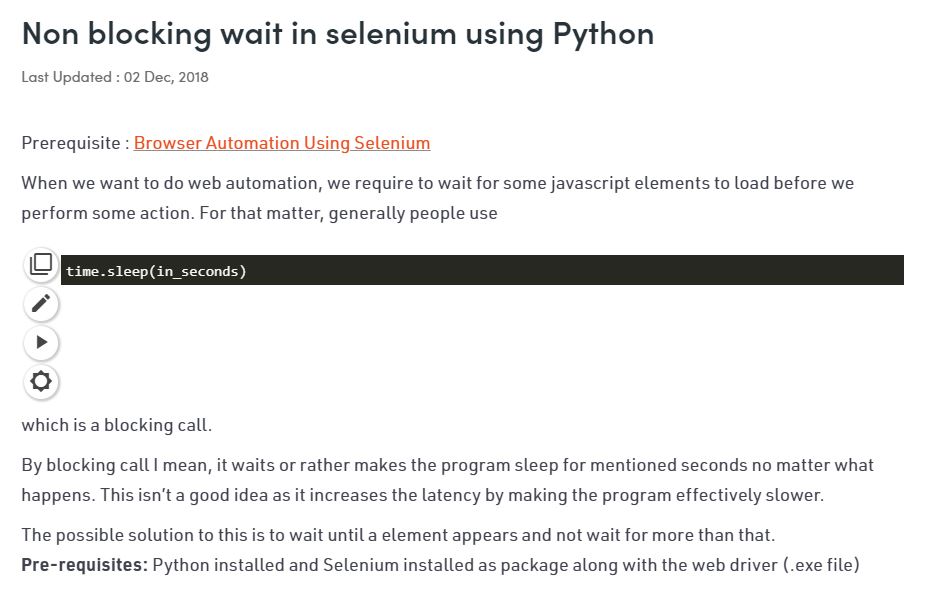 Non blocking wait in selenium using Python
Last Updated : 02 Dec, 2018
Prerequisite : Browser Automation Using Selenium
When we want to do web automation, we require to wait for some javascript elements to load before we
perform some action. For that matter, generally people use
time.sleep(in_seconds)
which is a blocking call.
By blocking call I mean, it waits or rather makes the program sleep for mentioned seconds no matter what
happens. This isn’t a good idea as it increases the latency by making the program effectively slower.
The possible solution to this is to wait until a element appears and not wait for more than that.
Pre-requisites: Python installed and Selenium installed as package along with the web driver (.exe file)